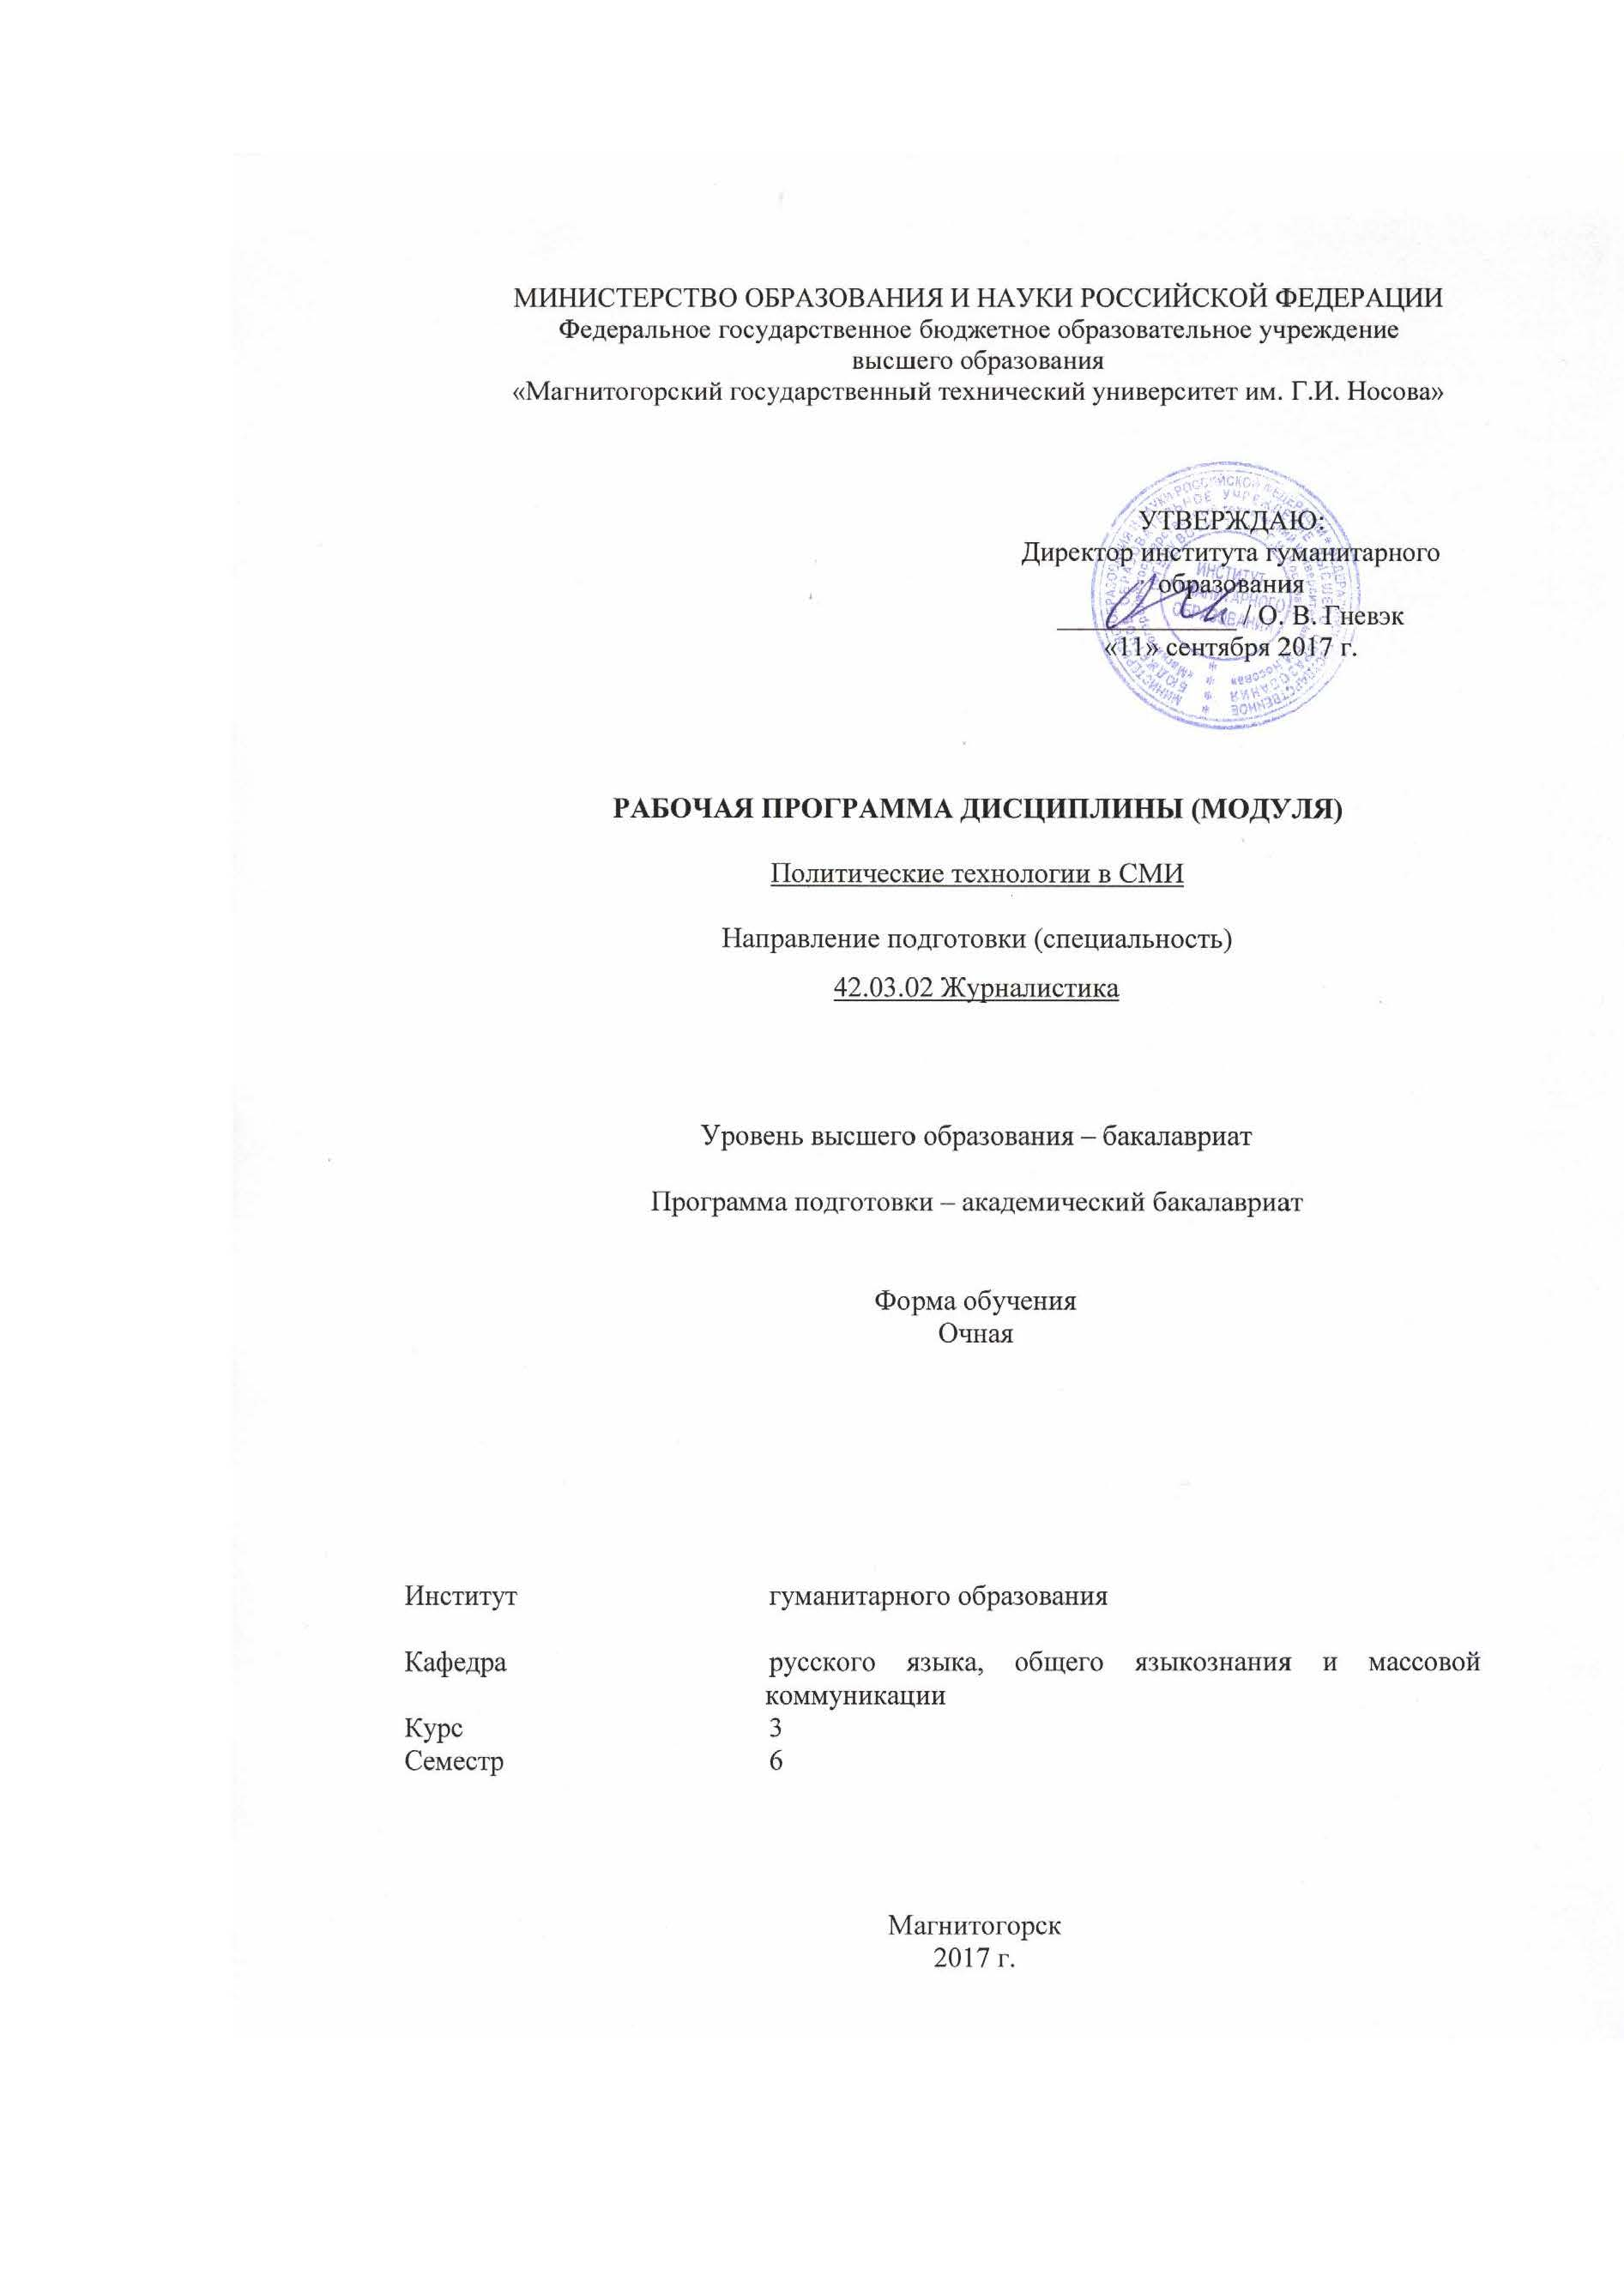 МИНИСТЕРСТВО ОБРАЗОВАНИЯ И НАУКИ РОССИЙСКОЙ ФЕДЕРАЦИИ
Федеральное государственное бюджетное образовательное учреждение
высшего образования
«Магнитогорский государственный технический университет им. Г.И. Носова»
УТВЕРЖДАЮ:
Директор института гуманитарного
образования
/ О. В. Гневэк
«11» сентября 2017 г.
ИНСТИТУТ
ГУМАНИТАРНОГО
ОБРАЗОВАНИЯ
РАБОЧАЯ ПРОГРАММА ДИСЦИПЛИНЫ (МОДУЛЯ)
Политические технологии в СМИ
Направление подготовки (специальность)
42.03.02 Журналистика
Уровень высшего образования – бакалавриат
Программа подготовки – академический бакалавриат
Форма обучения
Очная
Институт гуманитарного образования
Кафедра русского языка, общего языкознания и массовой
коммуникации
Курс 3
Семестр 6
Магнитогорск
2017 г.